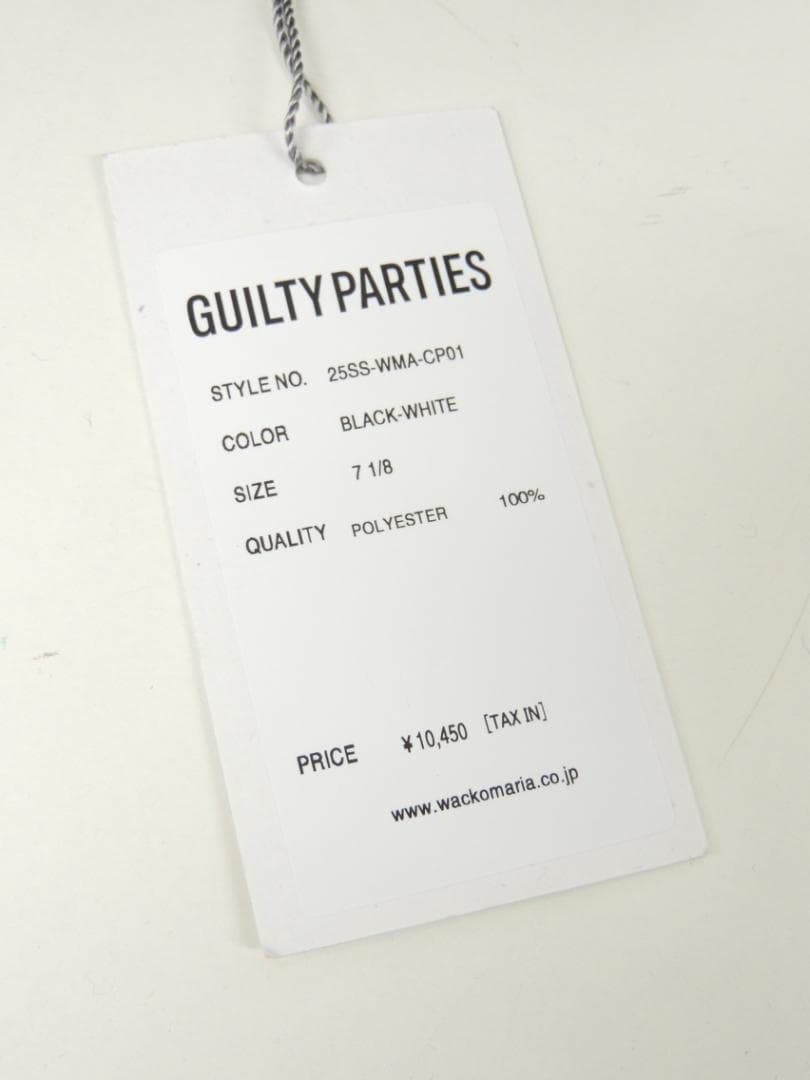 GUILTY PARTIES
STYLE NO. 25SS-WMA-CP01
COLOR BLACK-WHITE
SIZE 7 1/8
QUALITY POLYESTER 100%
PRICE ¥10,450 [TAX IN]
www.wackomaria.co.jp